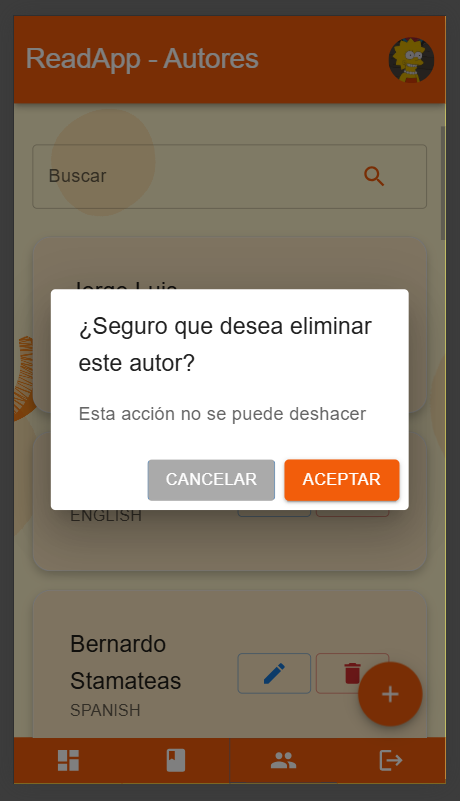 ReadApp - Autores
Buscar
Jorge Luis
¿Seguro que desea eliminar
este autor?
Esta acción no se puede deshacer
CANCELAR
ACEPTAR
ENGLISH
Bernardo
Stamateas
SPANISH